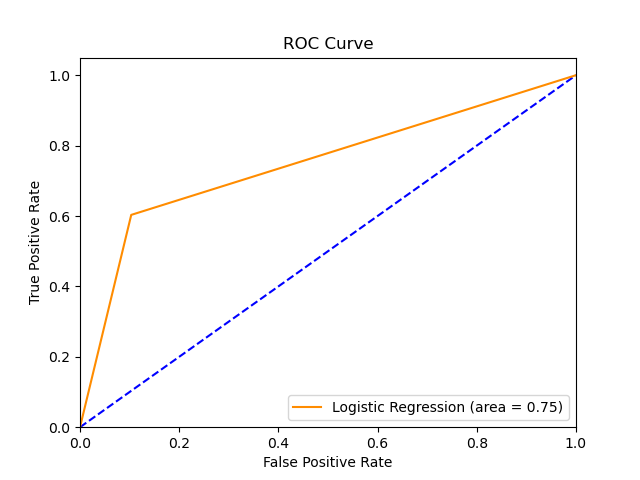 ROC Curve
1.0
0.8
0.6
0.4
0.2
0.0
True Positive Rate
Logistic Regression (area = 0.75)
0.0 0.2 0.4 0.6 0.8 1.0
False Positive Rate